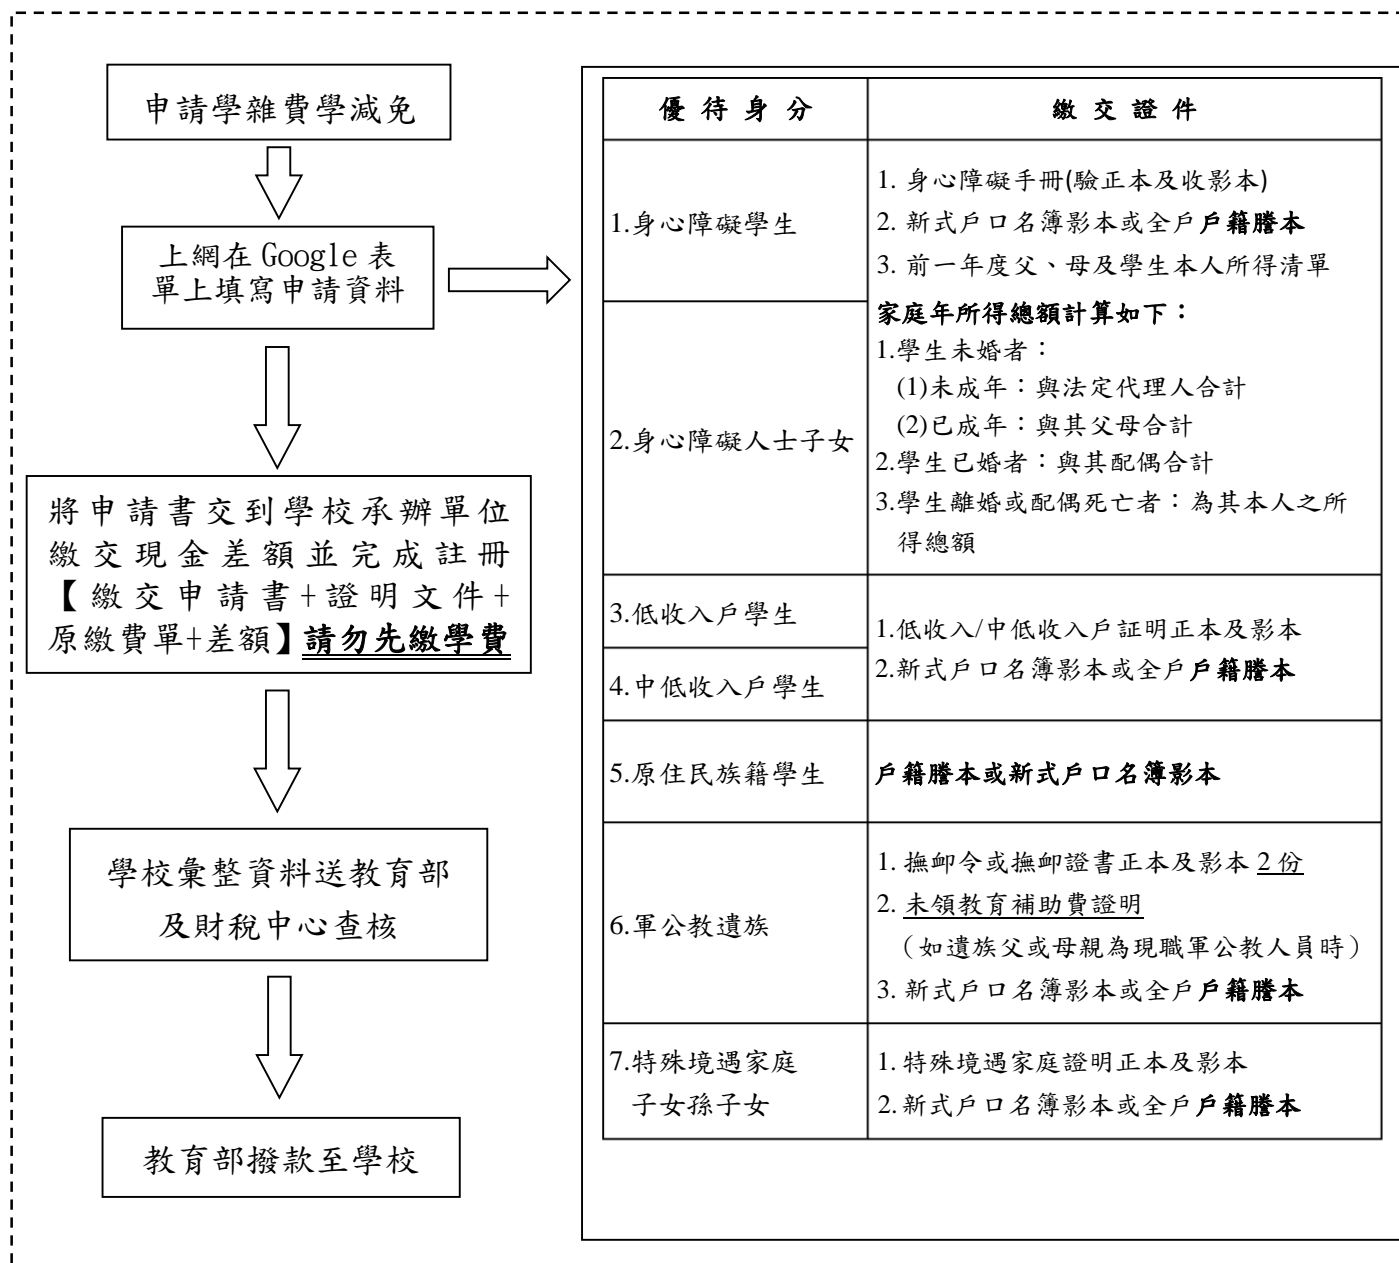 申請學雜費學減免
上網在 Google 表
單上填寫申請資料
將申請書交到學校承辦單位
繳交現金差額並完成註冊
【繳交申請書+證明文件+
原繳費單+差額】請勿先繳學費
學校彙整資料送教育部
及財稅中心查核
教育部撥款至學校
優待身分
繳交證件
1.身心障礙學生
1. 身心障礙手冊(驗正本及收影本)
2. 新式戶口名簿影本或全戶戶籍謄本
3. 前一年度父、母及學生本人所得清單
2.身心障礙人士子女
家庭年所得總額計算如下：
1.學生未婚者：
(1)未成年：與法定代理人合計
(2)已成年：與其父母合計
2.學生已婚者：與其配偶合計
3.學生離婚或配偶死亡者：為其本人之所
得總額
3.低收入戶學生
4.中低收入戶學生
1.低收入/中低收入戶証明正本及影本
2.新式戶口名簿影本或全戶戶籍謄本
5.原住民族籍學生
戶籍謄本或新式戶口名簿影本
6.軍公教遺族
1. 撫卹令或撫卹證書正本及影本 2 份
2. 未領教育補助費證明
（如遺族父或母親為現職軍公教人員時）
3. 新式戶口名簿影本或全戶戶籍謄本
7.特殊境遇家庭
子女孫子女
1. 特殊境遇家庭證明正本及影本
2.新式戶口名簿影本或全戶戶籍謄本